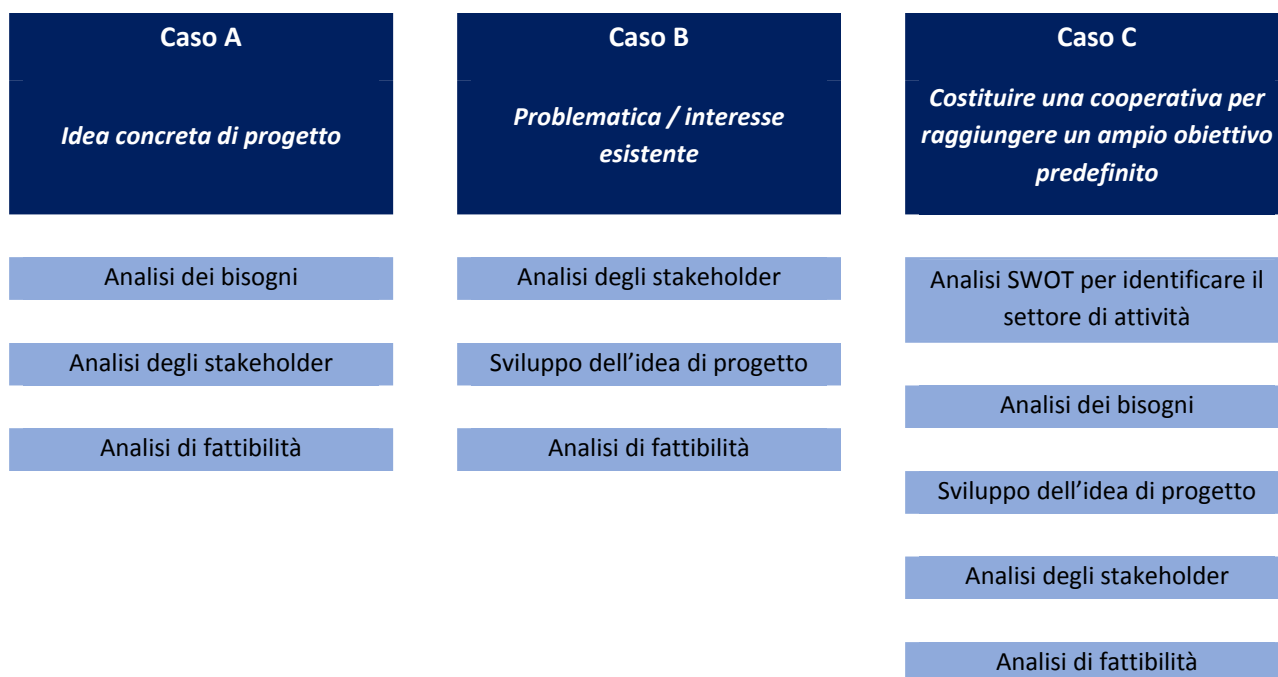 Caso A
Idea concreta di progetto
Analisi dei bisogni
Analisi degli stakeholder
Analisi di fattibilità
Caso B
Problematica / interesse
esistente
Analisi degli stakeholder
Sviluppo dell’idea di progetto
Analisi di fattibilità
Caso C
Costituire una cooperativa per
raggiungere un ampio obiettivo
predefinito
Analisi SWOT per identificare il
settore di attività
Analisi dei bisogni
Sviluppo dell’idea di progetto
Analisi degli stakeholder
Analisi di fattibilità